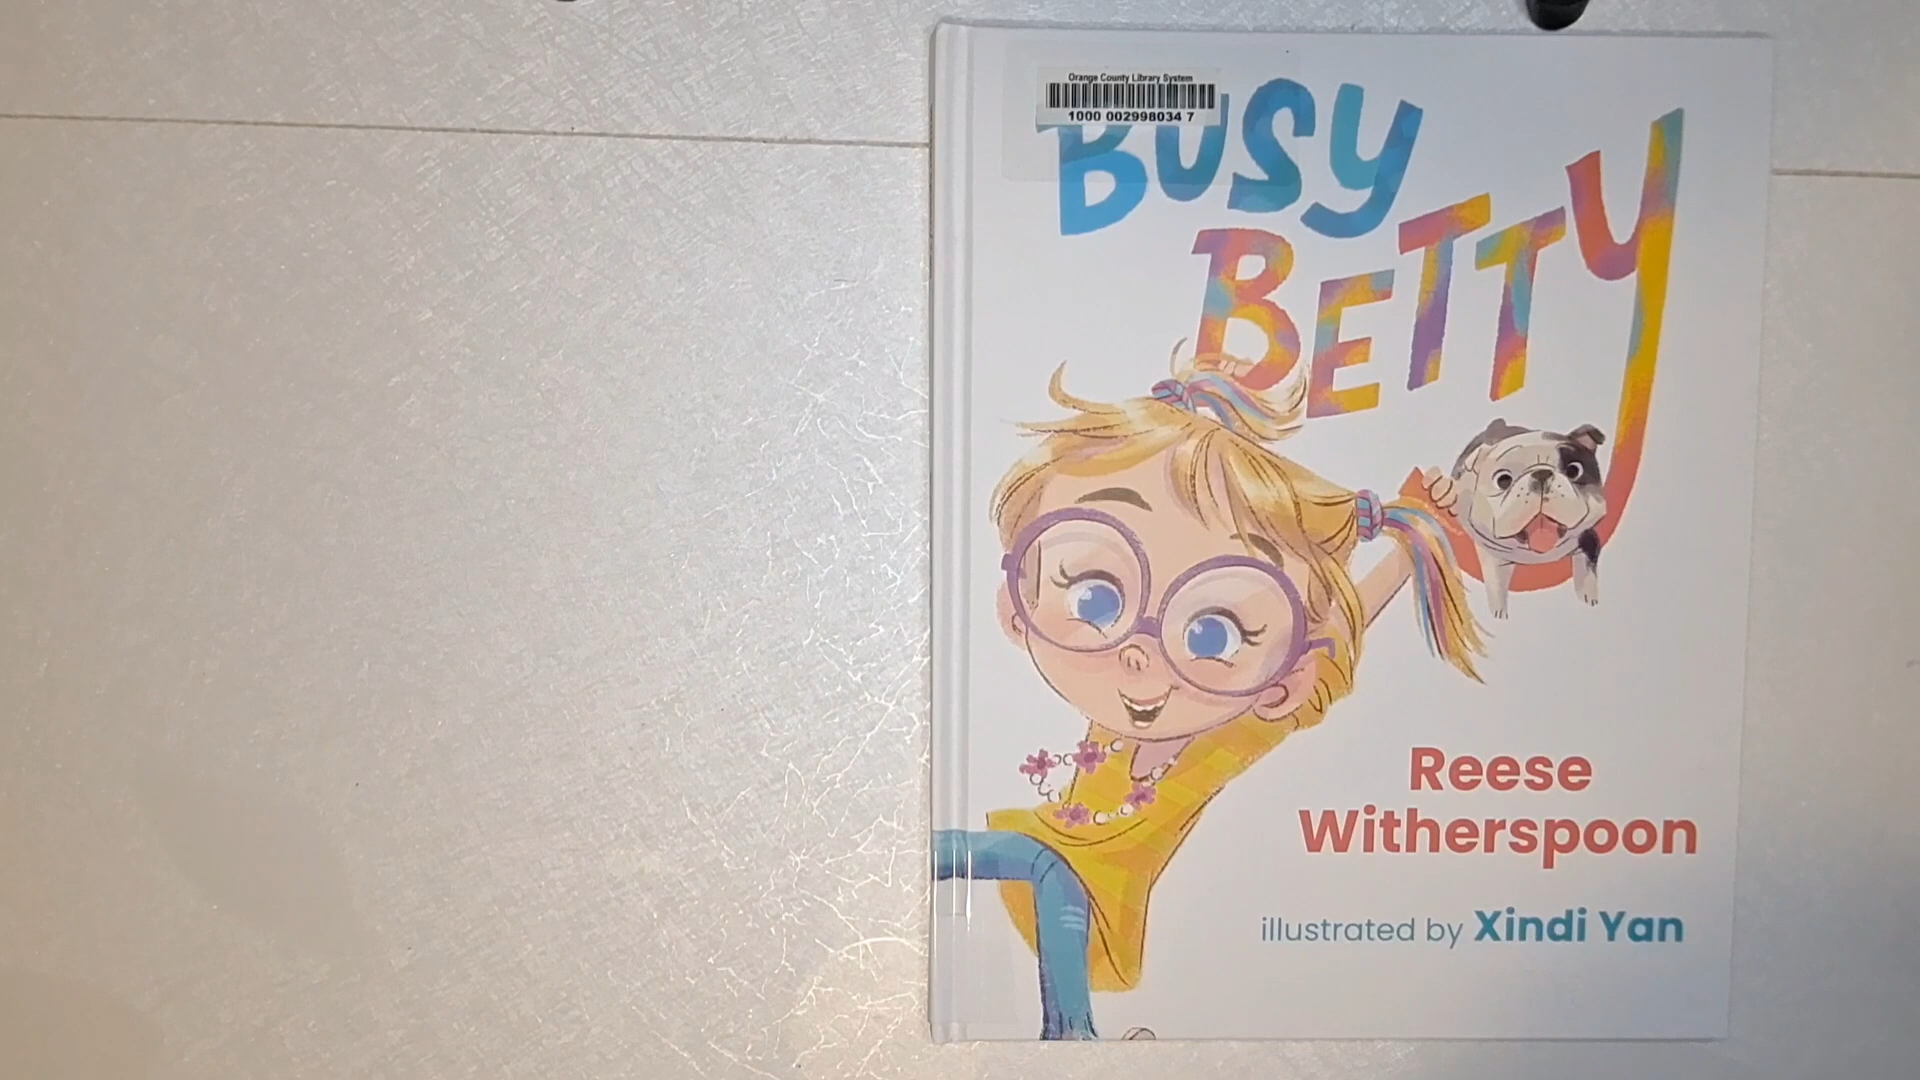 Orange County Library System
1000 002998034 7
BUSY
BETTY
Reese
Witherspoon
illustrated by Xindi Yan